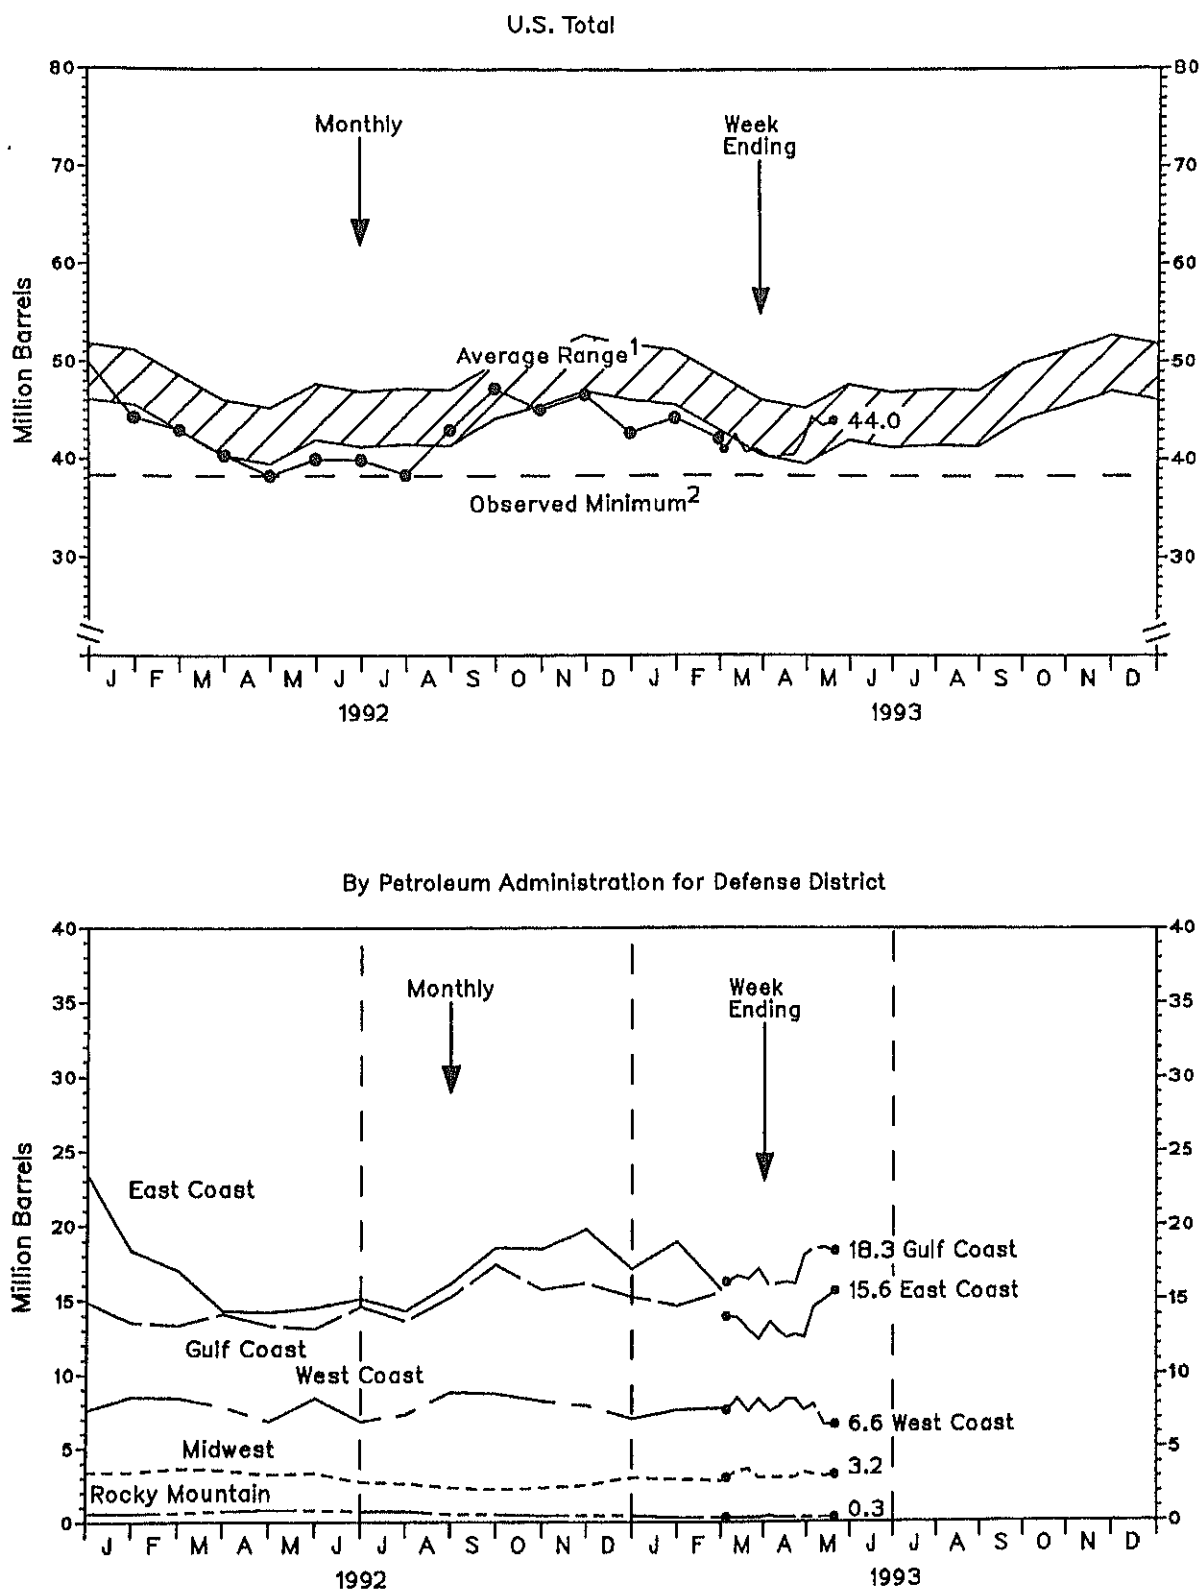 U.S. Total
80 80
Monthly
Week
Ending
70 70
60 60
Million Barrels
50 50
Average Range1
44.0
40 40
Observed Minimum2
30 30
J F M A M J J A S O N D J F M A M J J A S O N D
1992 1993
By Petroleum Administration for Defense District
40 40
Monthly
Week
Ending
35 35
30 30
25 25
Million Barrels
East Coast
20 20
18.3 Gulf Coast
15.6 East Coast
15 15
Gulf Coast
West Coast
10 10
6.6 West Coast
5 5
Midwest
3.2
Rocky Mountain
0.3
0 0
J F M A M J J A S O N D J F M A M J J A S O N D
1992 1993